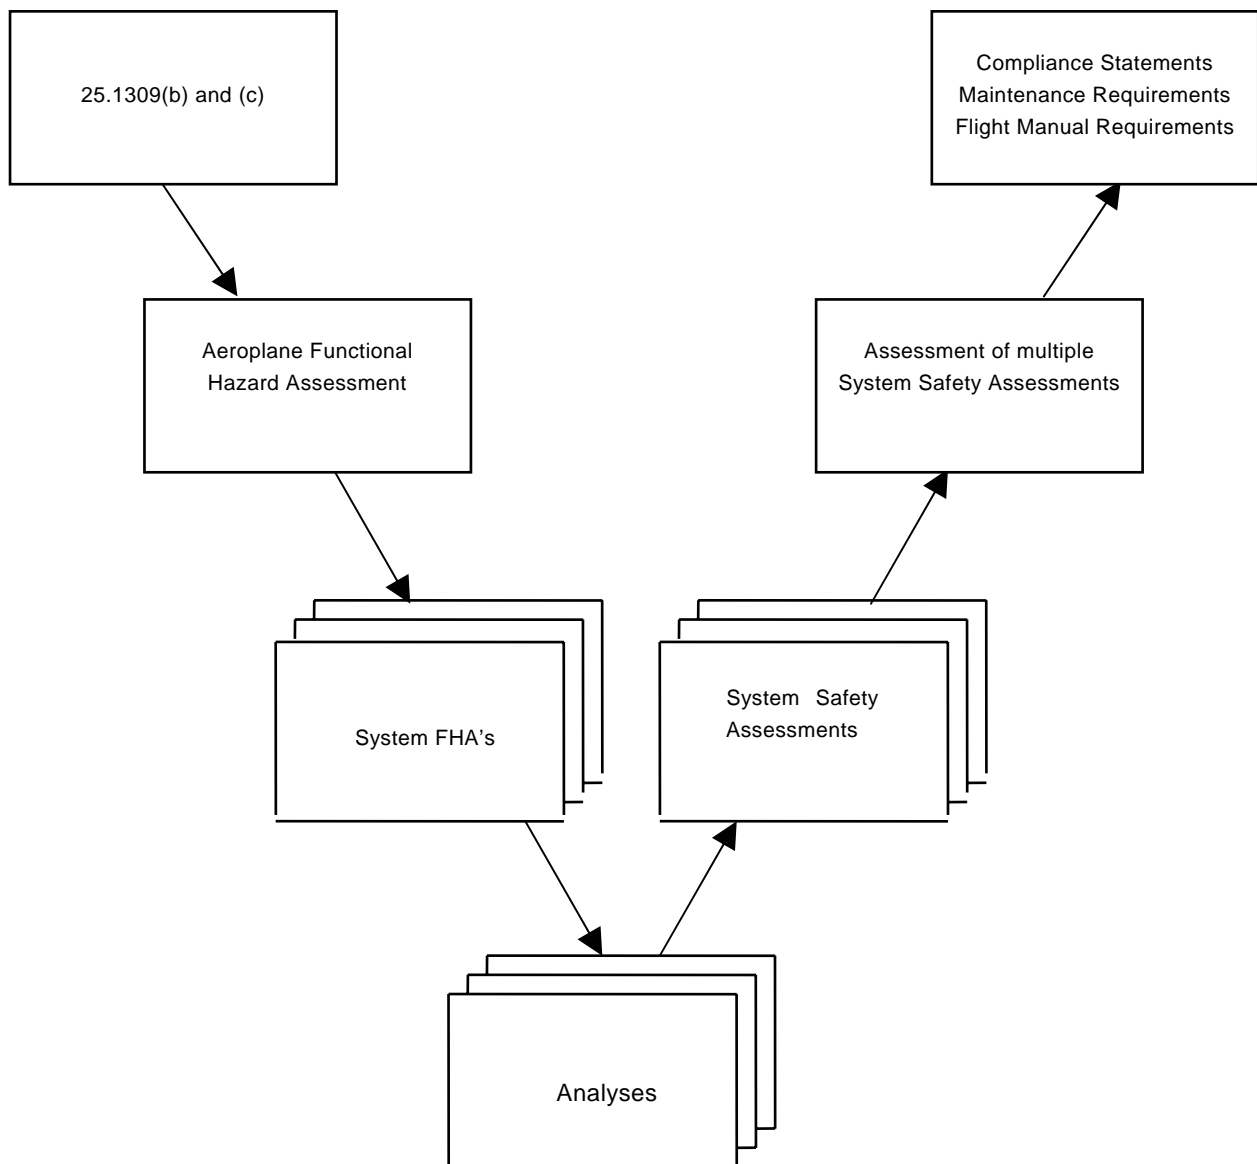 25.1309(b) and (c)
Compliance Statements
Maintenance Requirements
Flight Manual Requirements
Aeroplane Functional
Hazard Assessment
Assessment of multiple
System Safety Assessments
System FHA's
System Safety
Assessments
Analyses